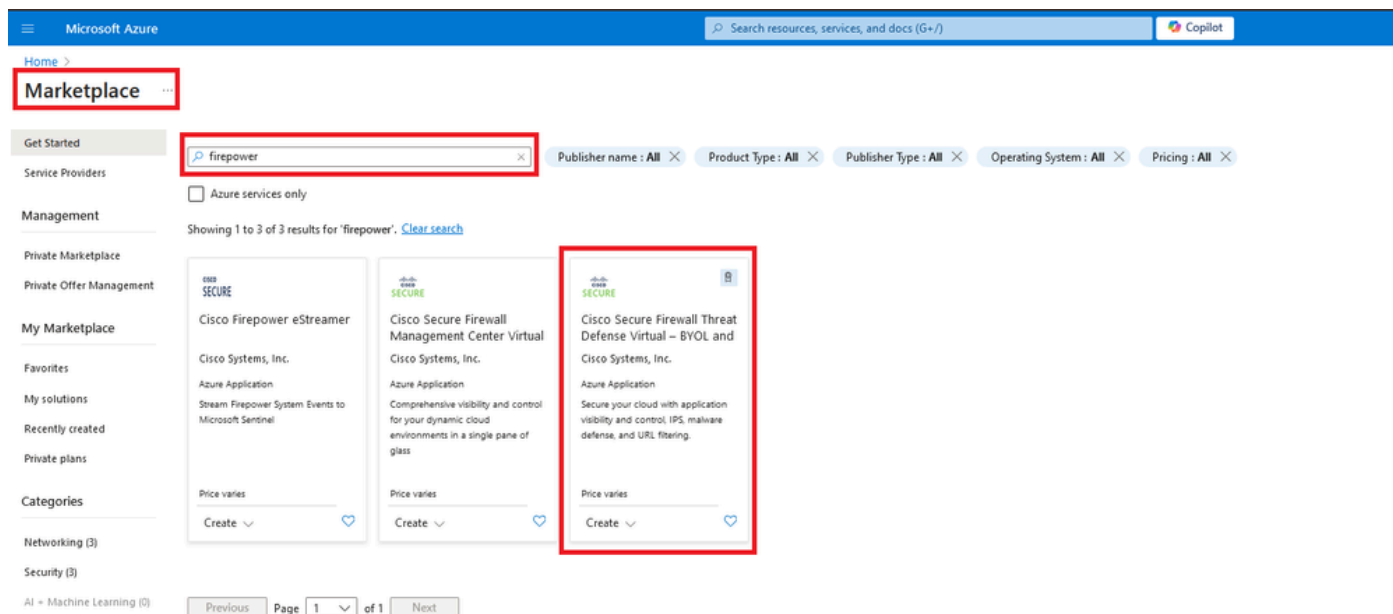 Microsoft Azure
Search resources, services, and docs (G+/)
Copilot
Home >
Marketplace ...
Get Started
Service Providers
Management
Private Marketplace
Private Offer Management
My Marketplace
Favorites
My solutions
Recently created
Private plans
Categories
Networking (3)
Security (3)
AI + Machine Learning (0)
firepower
Publisher name : All
Product Type : All
Publisher Type : All
Operating System : All
Pricing : All
Azure services only
Showing 1 to 3 of 3 results for 'firepower'. Clear search
CISCO
SECURE
Cisco Firepower eStreamer
Cisco Systems, Inc.
Azure Application
Stream Firepower System Events to
Microsoft Sentinel
Price varies
Create
CISCO
SECURE
Cisco Secure Firewall
Management Center Virtual
Cisco Systems, Inc.
Azure Application
Comprehensive visibility and control
for your dynamic cloud
environments in a single pane of
glass
Price varies
Create
CISCO
SECURE
Cisco Secure Firewall Threat
Defense Virtual – BYOL and
Cisco Systems, Inc.
Azure Application
Secure your cloud with application
visibility and control, IPS, malware
defense, and URL filtering.
Price varies
Create
Previous
Page 1 of 1
Next